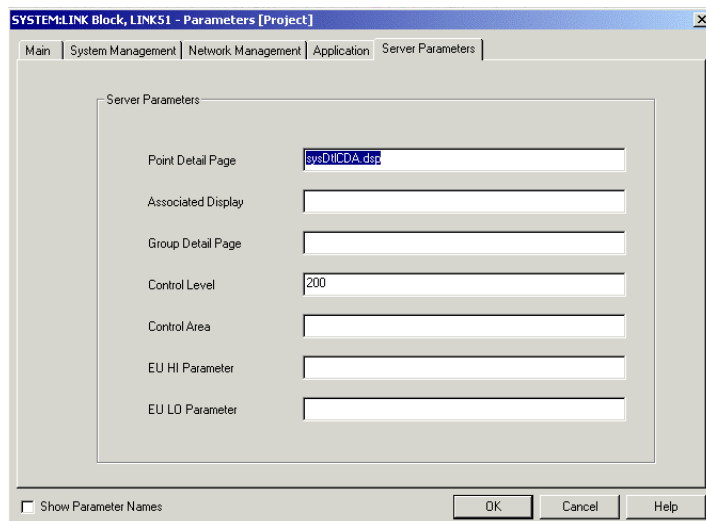 SYSTEM:LINK Block, LINK51 - Parameters [Project]
Main System Management Network Management Application Server Parameters
Server Parameters
Point Detail Page sysDtlCDA.dsp
Associated Display
Group Detail Page
Control Level 200
Control Area
EU HI Parameter
EU LO Parameter
Show Parameter Names OK Cancel Help